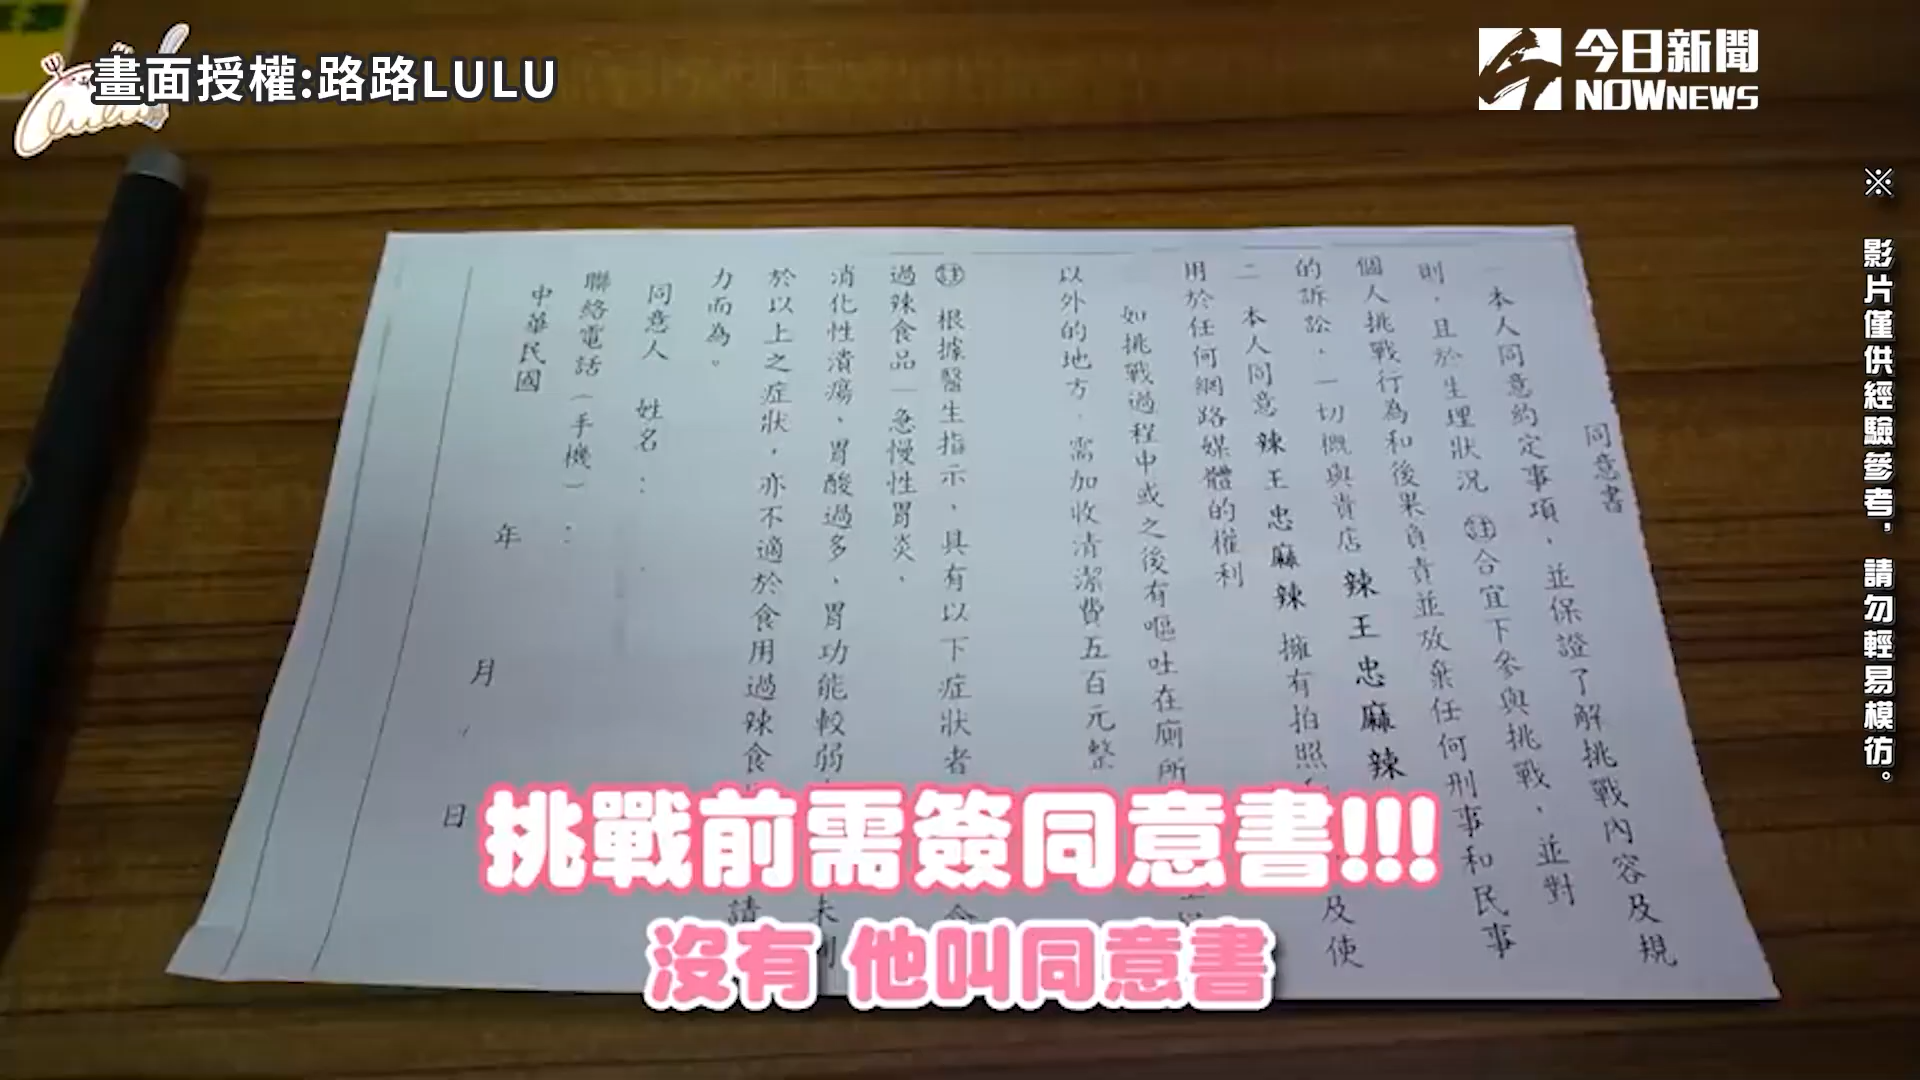 畫面授權:路路LULU
今日新聞
NOWNEWS
※ 影片僅供經驗參考，請勿輕易模彷。
同意書
一 本人同意約定事項，並保證了解挑戰內容及規
則，且於生理狀況 註 合宜下參與挑戰，並對
個人挑戰行為和後果負責並放棄任何刑事和民事
的訴訟，一切概與貴店 辣王忠麻辣
二 本人同意 辣王忠麻辣 擁有拍照 及使
用於任何網路媒體的權利
如挑戰過程中或之後有嘔吐在廁所
以外的地方，需加收清潔費五百元整
註 根據醫生指示，具有以下症狀者
過辣食品 — 急慢性胃炎、
消化性潰瘍、胃酸過多、胃功能較弱
於以上之症狀，亦不適於食用過辣食 請
力而為。
同意人 姓名：
聯絡電話（手機）：
中華民國 年 月 日
挑戰前需簽同意書!!!
沒有 他叫同意書